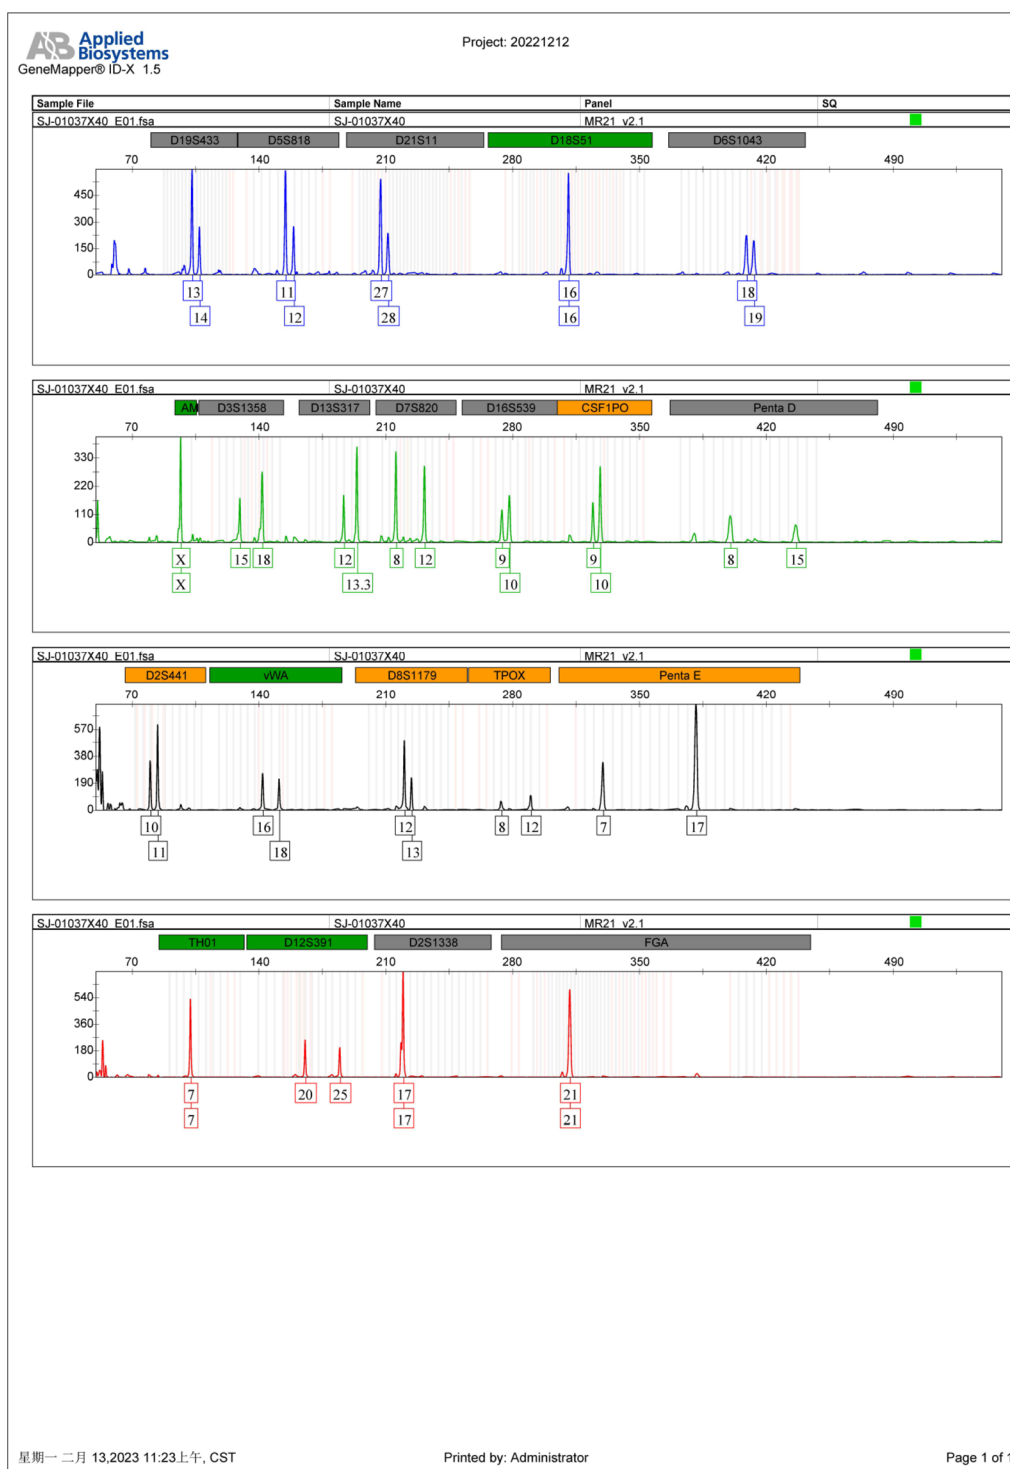 AB Applied
Biosystems
GeneMapper® ID-X 1.5
Project: 20221212
Sample File Sample Name Panel SQ
SJ-01037X40_E01.fsa SJ-01037X40 MR21_v2.1
D19S433 D5S818 D21S11 D18S51 D6S1043
70 140 210 280 350 420 490
450
300
150
0
13 11 27 16 18
14 12 28 16 19
SJ-01037X40_E01.fsa SJ-01037X40 MR21_v2.1
AM D3S1358 D13S317 D7S820 D16S539 CSF1PO Penta D
70 140 210 280 350 420 490
330
220
110
0
X 15 18 12 8 12 9 9 8 15
X 13.3 10 10
SJ-01037X40_E01.fsa SJ-01037X40 MR21_v2.1
D2S441 vWA D8S1179 TPOX Penta E
70 140 210 280 350 420 490
570
380
190
0
10 16 12 8 12 7 17
11 18 13
SJ-01037X40_E01.fsa SJ-01037X40 MR21_v2.1
TH01 D12S391 D2S1338 FGA
70 140 210 280 350 420 490
540
360
180
0
7 20 25 17 21
7 17 21
星期一 二月 13,2023 11:23上午, CST Printed by: Administrator Page 1 of 1